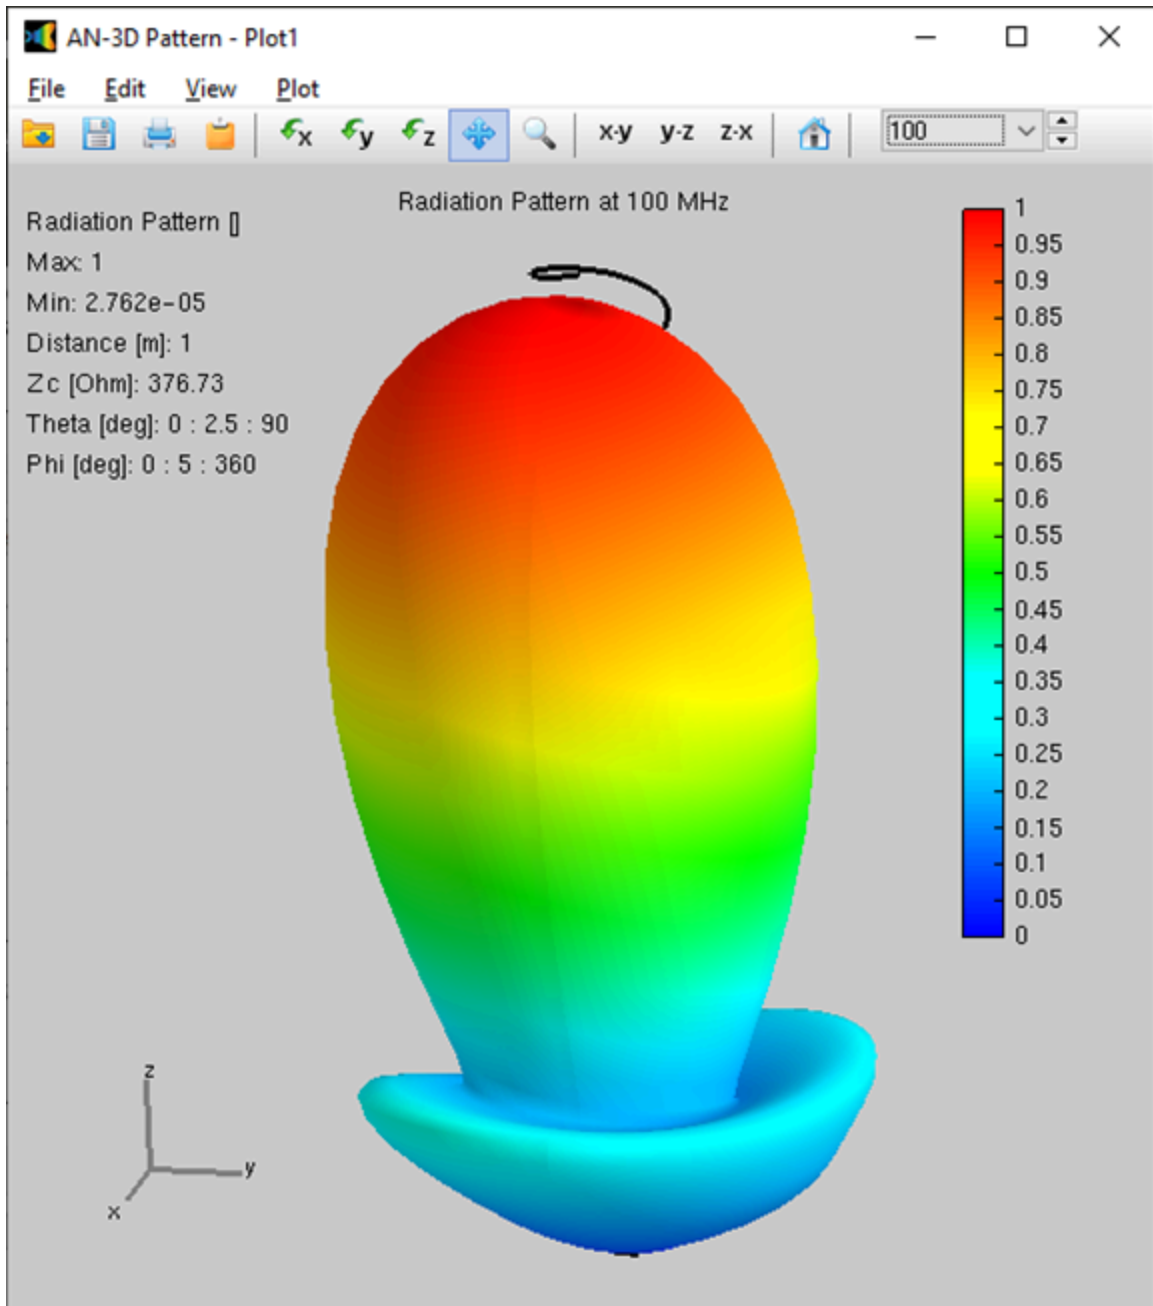 AN-3D Pattern - Plot1
File Edit View Plot
x y z x-y y-z z-x 100
Radiation Pattern at 100 MHz
Radiation Pattern []
Max: 1
Min: 2.762e-05
Distance [m]: 1
Zc [Ohm]: 376.73
Theta [deg]: 0 : 2.5 : 90
Phi [deg]: 0 : 5 : 360
1
0.95
0.9
0.85
0.8
0.75
0.7
0.65
0.6
0.55
0.5
0.45
0.4
0.35
0.3
0.25
0.2
0.15
0.1
0.05
0
z
y
x